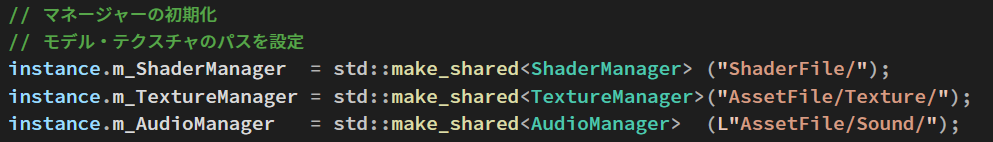 // マネージャーの初期化
// モデル・テクスチャのパスを設定
instance.m_ShaderManager  = std::make_shared<ShaderManager> ("ShaderFile/");
instance.m_TextureManager = std::make_shared<TextureManager>("AssetFile/Texture/");
instance.m_AudioManager   = std::make_shared<AudioManager>  (L"AssetFile/Sound/");